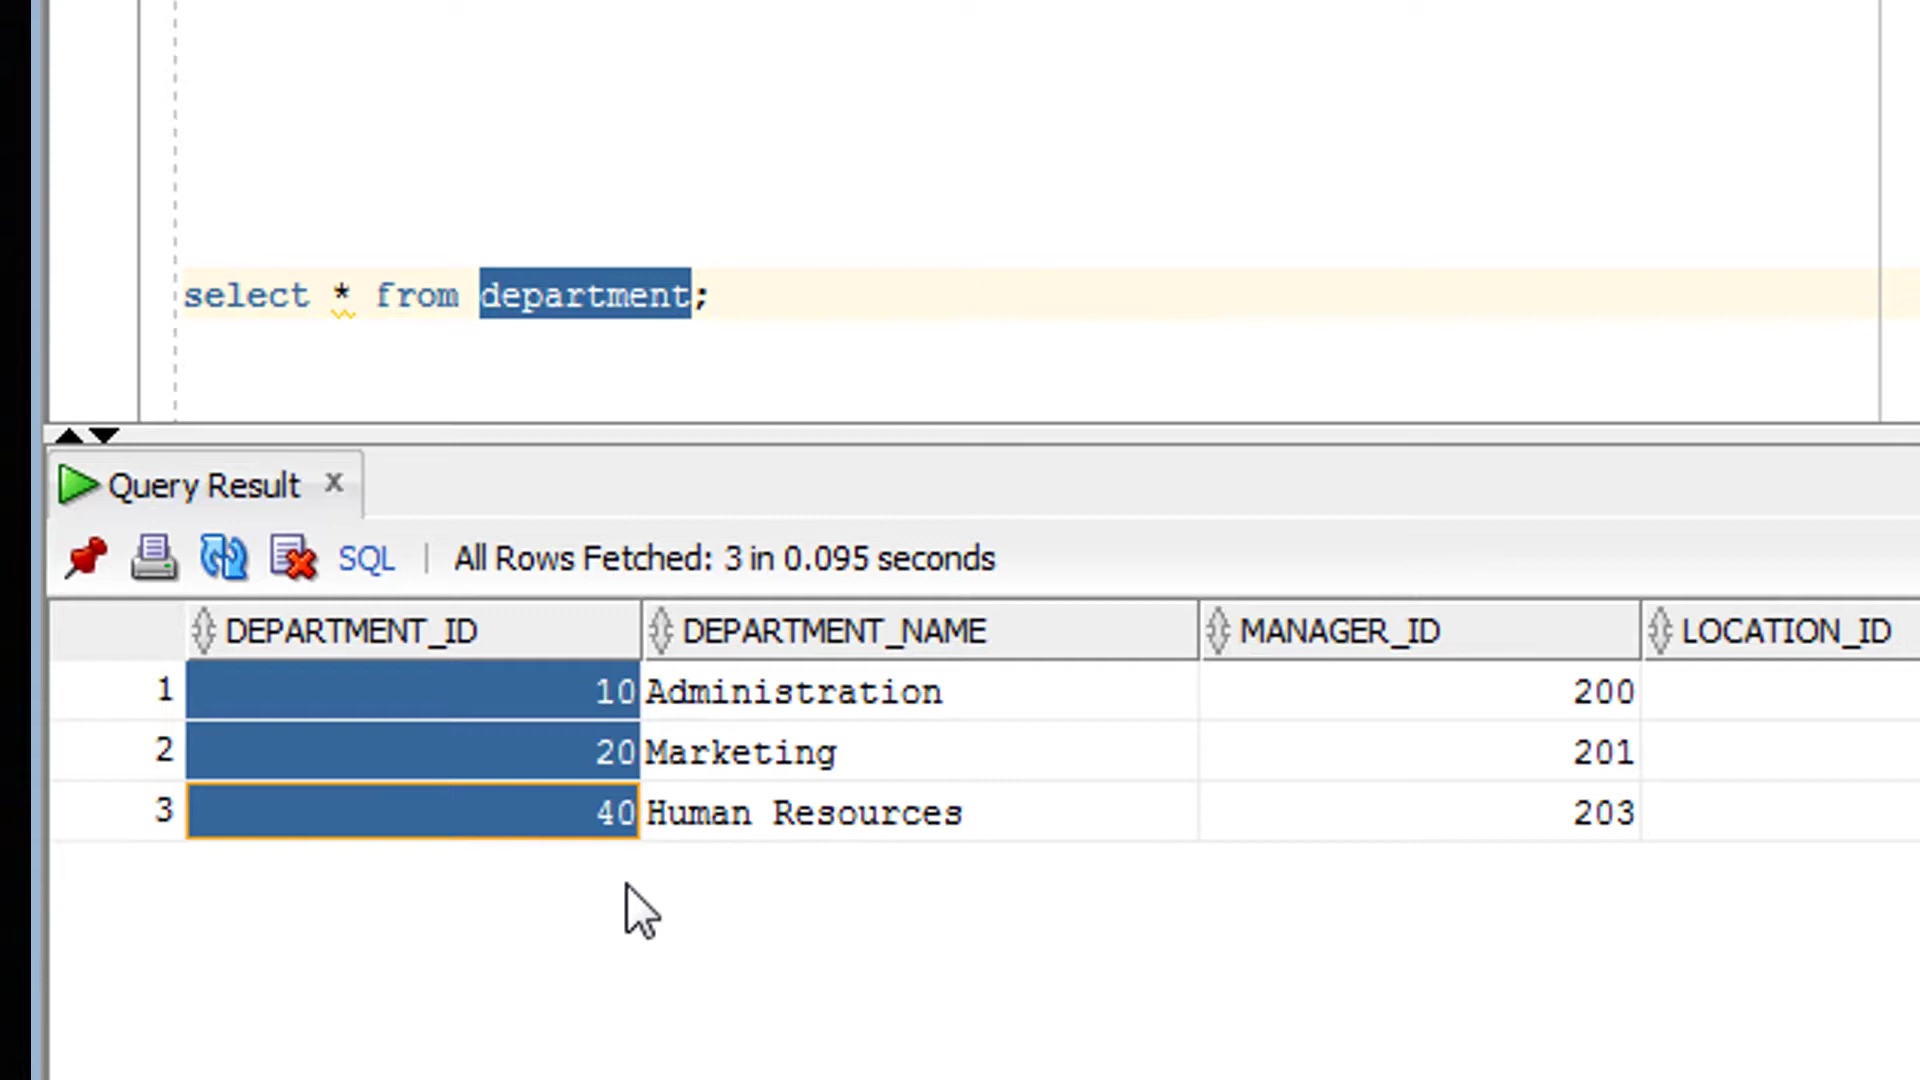 select * from department;
Query Result x
SQL | All Rows Fetched: 3 in 0.095 seconds
DEPARTMENT_ID DEPARTMENT_NAME MANAGER_ID LOCATION_ID
1 10 Administration 200
2 20 Marketing 201
3 40 Human Resources 203